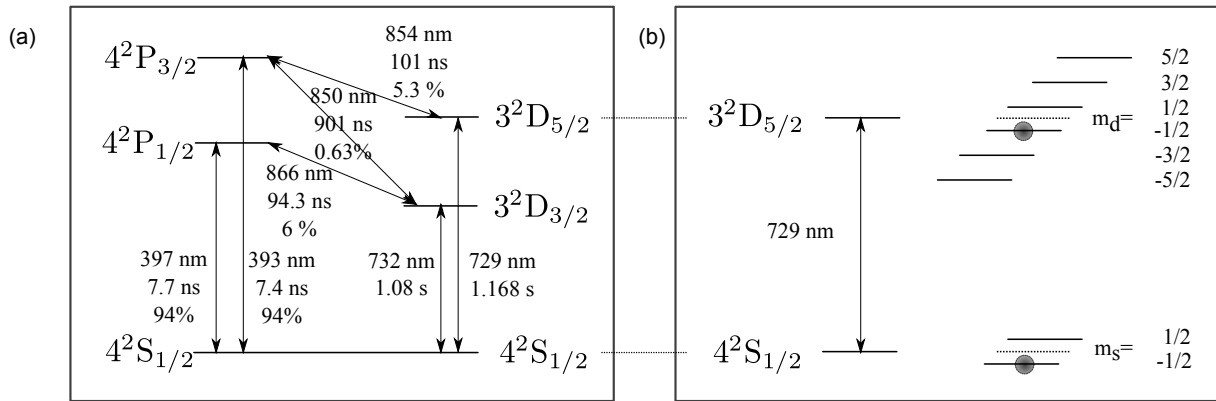 (a)
4²P₃/₂
854 nm
101 ns
5.3 %
850 nm
901 ns
0.63%
3²D₅/₂
4²P₁/₂
866 nm
94.3 ns
6 %
3²D₃/₂
397 nm
7.7 ns
94%
393 nm
7.4 ns
94%
732 nm
1.08 s
729 nm
1.168 s
4²S₁/₂
4²S₁/₂
(b)
5/2
3/2
1/2
3²D₅/₂
m_d=
-1/2
-3/2
-5/2
729 nm
4²S₁/₂
1/2
m_s=
-1/2